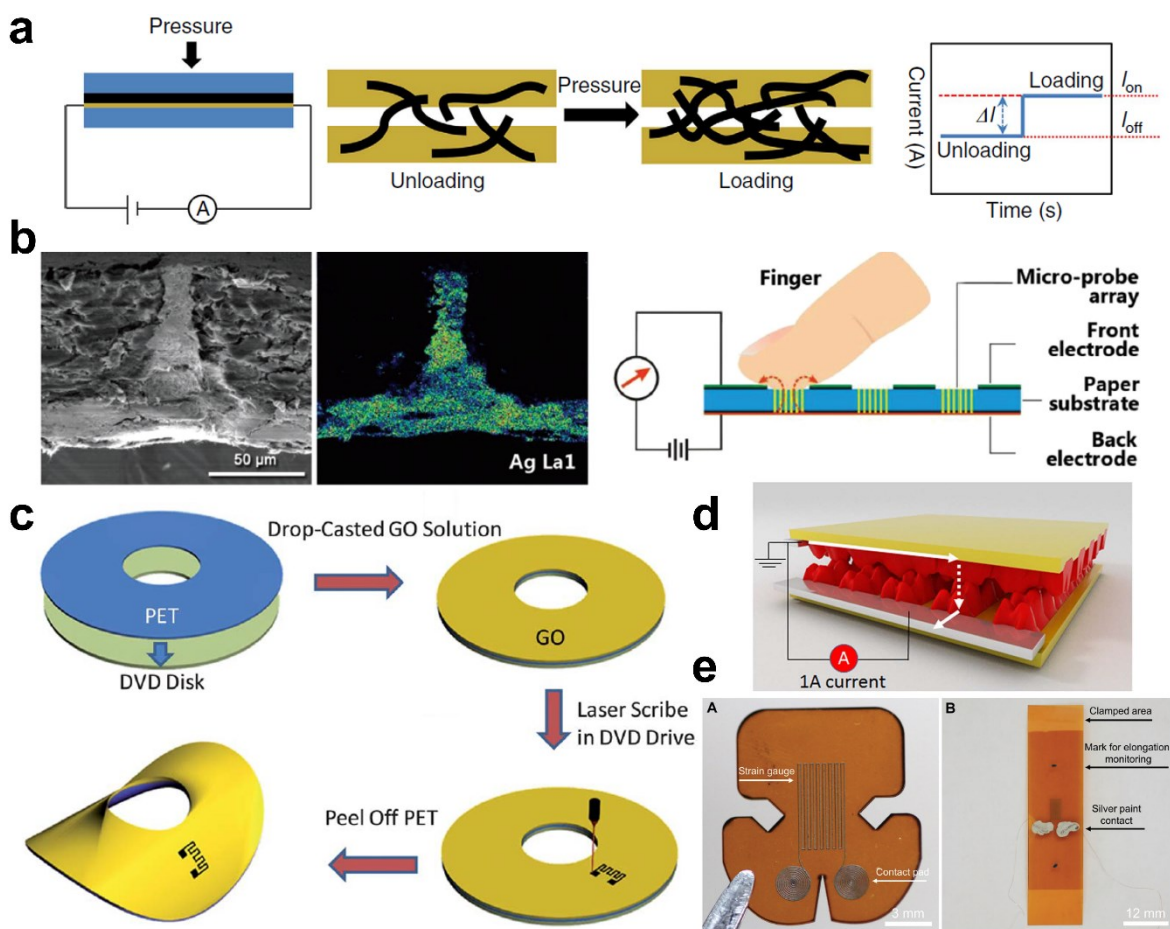 a
Pressure
A
Unloading
Pressure
Loading
Current (A)
Loading
Unloading
ΔI
Ion
Ioff
Time (s)
b
50 μm
Ag La1
Finger
Micro-probe
array
Front
electrode
Paper
substrate
Back
electrode
c
PET
DVD Disk
Drop-Casted GO Solution
GO
Laser Scribe
in DVD Drive
Peel Off PET
d
A
1A current
e
A
Strain gauge
Contact pad
3 mm
B
Clamped area
Mark for elongation
monitoring
Silver paint
contact
12 mm